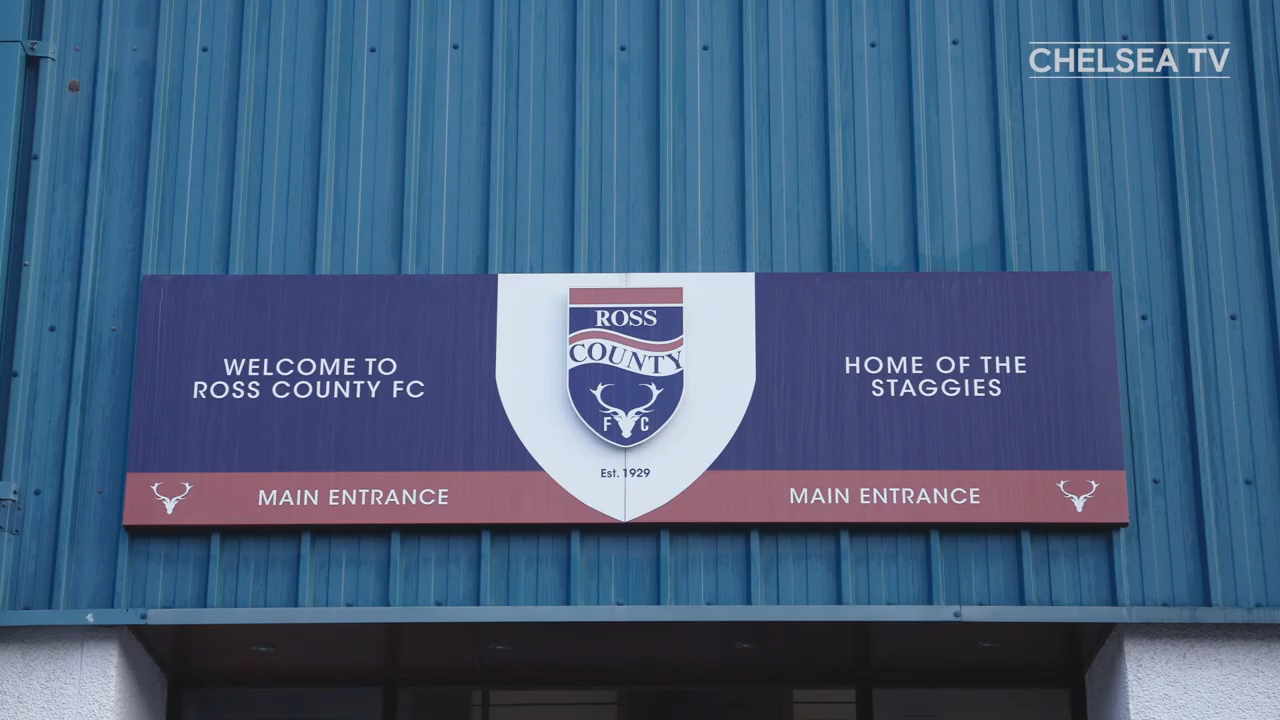 CHELSEA TV
WELCOME TO
ROSS COUNTY FC
ROSS
COUNTY
F C
Est. 1929
HOME OF THE
STAGGIES
MAIN ENTRANCE
MAIN ENTRANCE